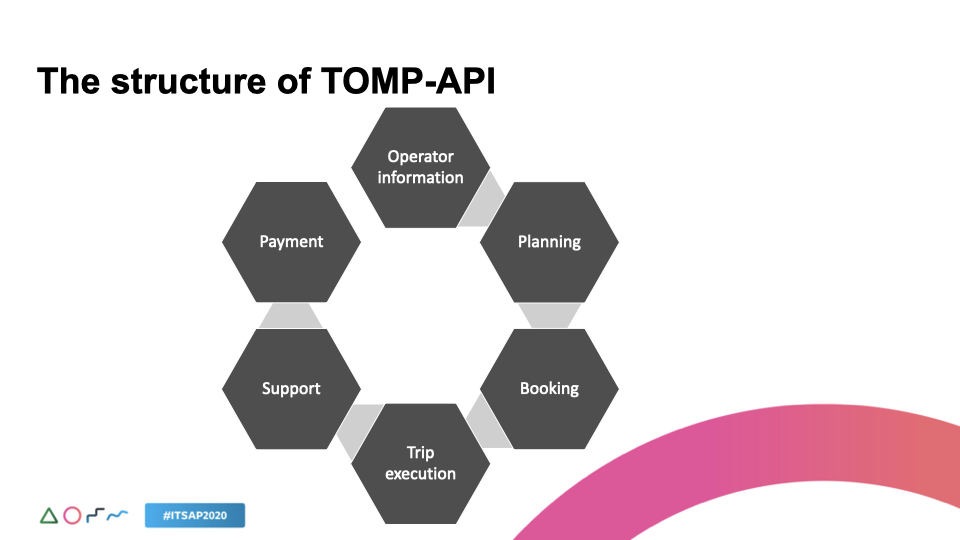 The structure of TOMP-API
Operator
information
Planning
Booking
Trip
execution
Support
Payment
#ITSAP2020